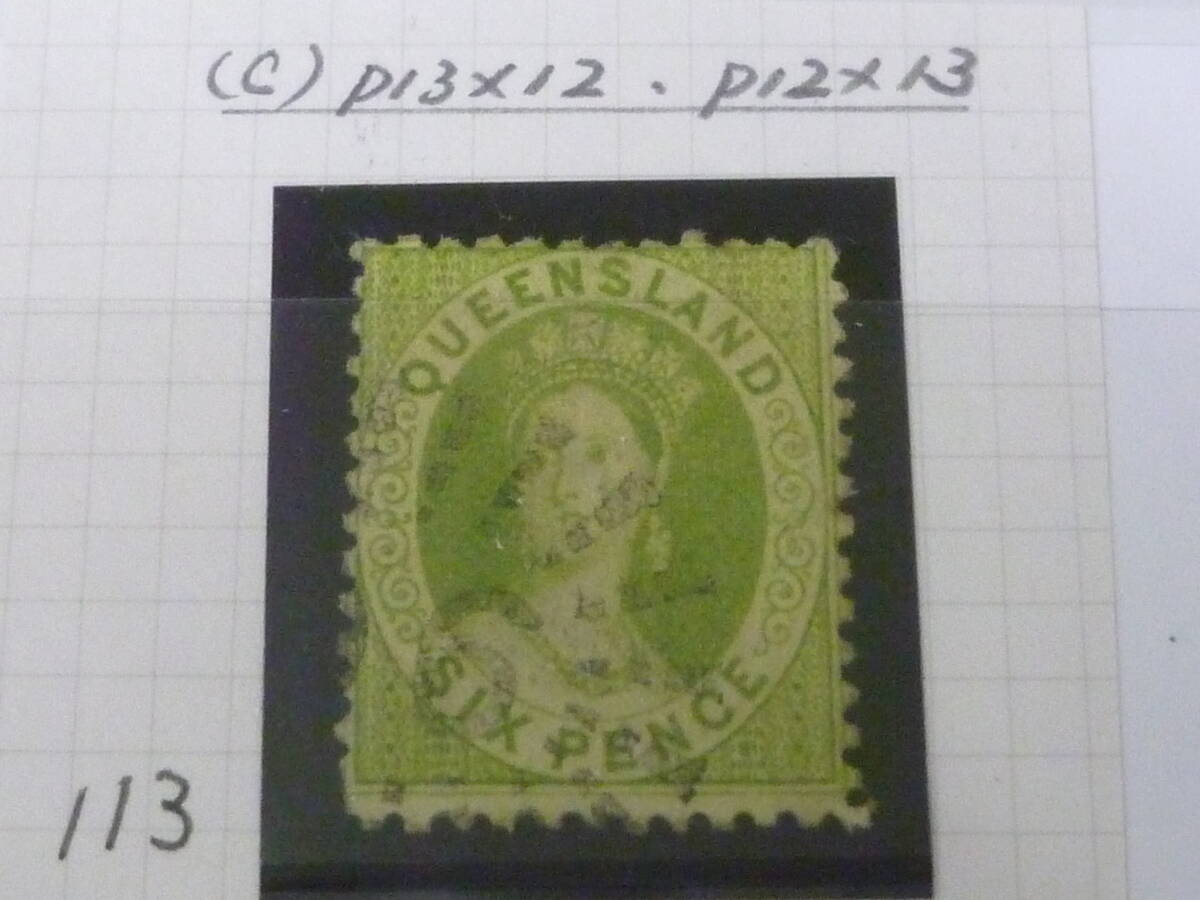 (C) P13×12 . P12×13
QUEENSLAND
SIX PENCE
113